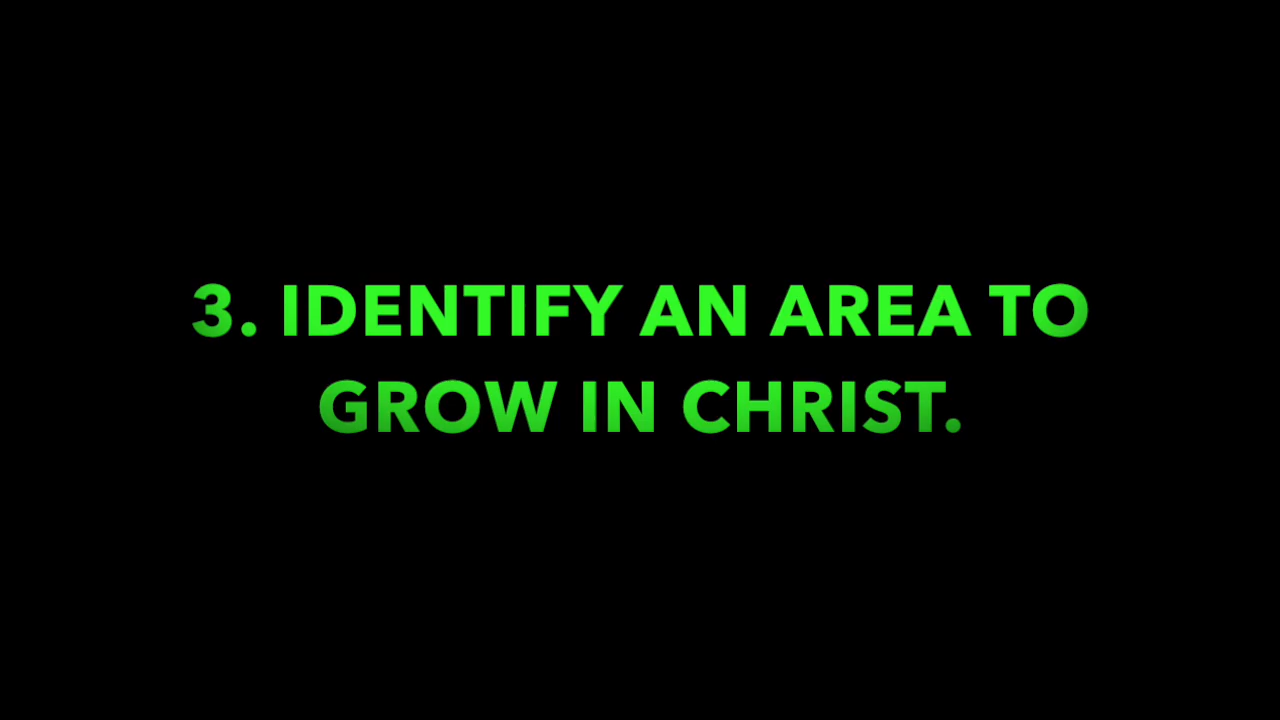 3. IDENTIFY AN AREA TO
GROW IN CHRIST.